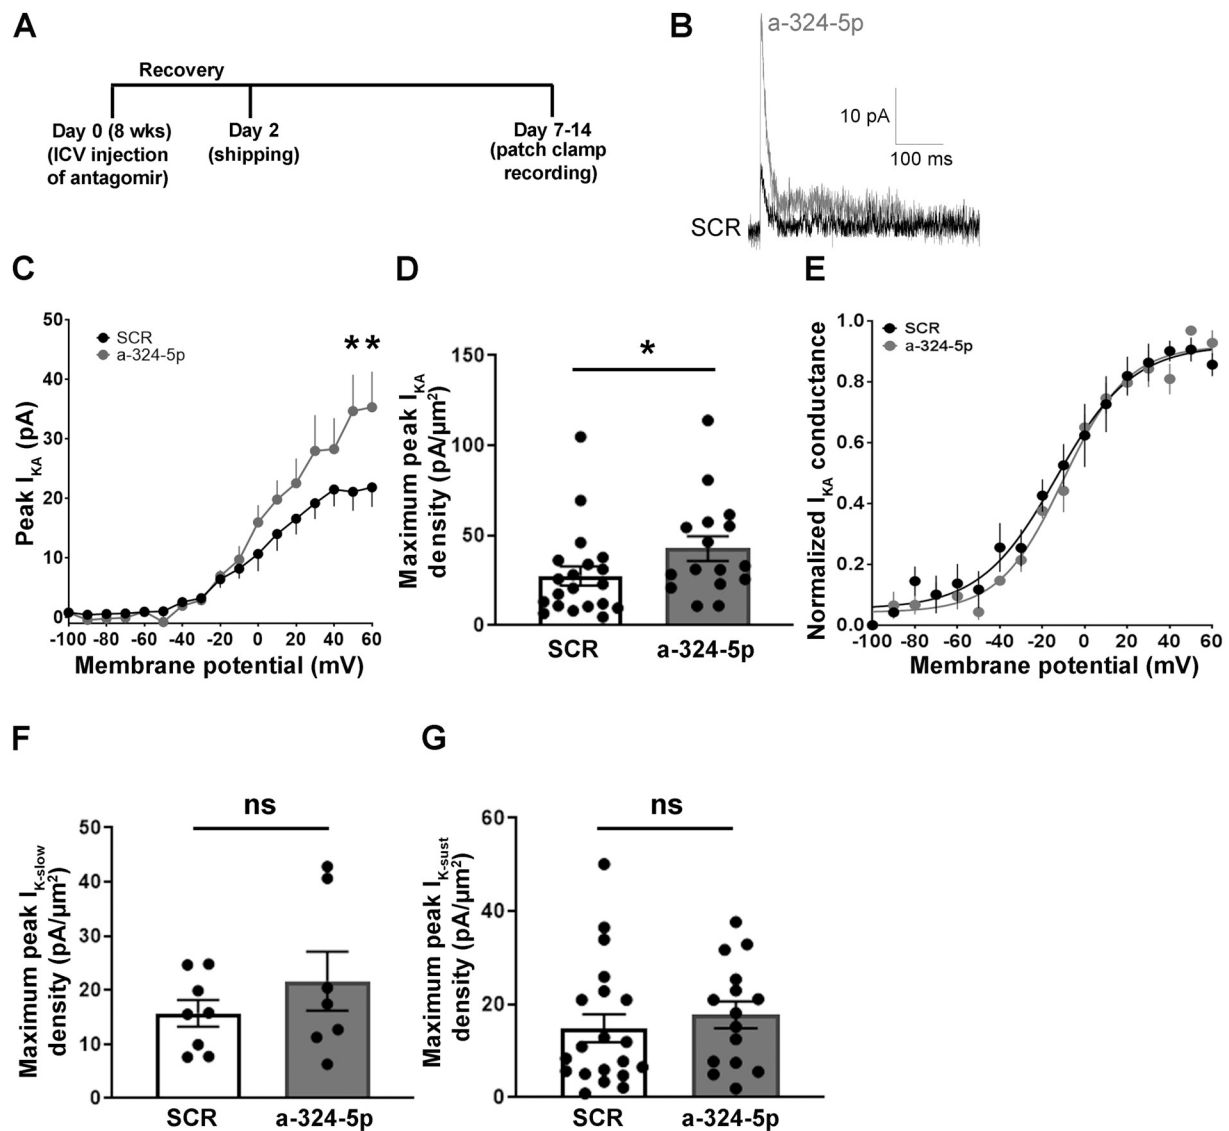 A
Recovery
Day 0 (8 wks)
(ICV injection
of antagomir)
Day 2
(shipping)
Day 7-14
(patch clamp
recording)
B
a-324-5p
10 pA
100 ms
SCR
C
50
40
30
20
10
0
-100 -80 -60 -40 -20 0 20 40 60
Peak IKA (pA)
Membrane potential (mV)
SCR
a-324-5p
* *
D
150
100
50
0
Maximum peak IKA
density (pA/µm²)
*
SCR a-324-5p
E
1.0
0.8
0.6
0.4
0.2
0.0
-100 -80 -60 -40 -20 0 20 40 60
Normalized IKA conductance
Membrane potential (mV)
SCR
a-324-5p
F
50
40
30
20
10
0
Maximum peak IK-slow
density (pA/µm²)
ns
SCR a-324-5p
G
60
40
20
0
Maximum peak IK-sust
density (pA/µm²)
ns
SCR a-324-5p